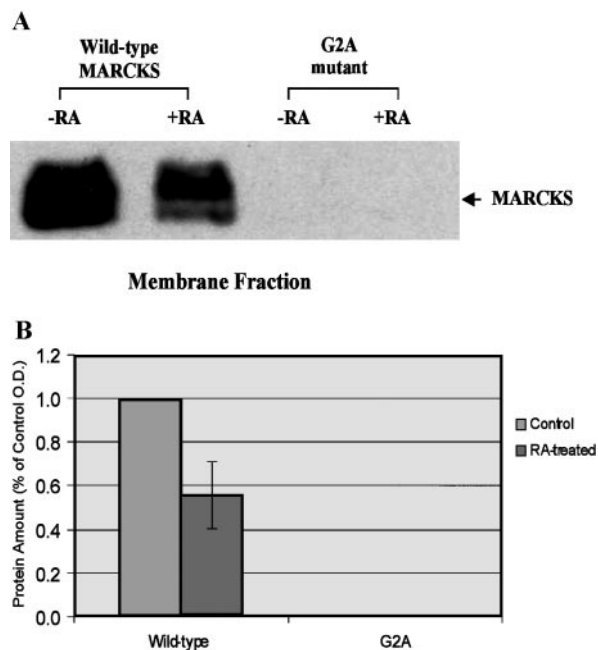 A
Wild-type
MARCKS
G2A
mutant
-RA
+RA
-RA
+RA
MARCKS
Membrane Fraction
B
Protein Amount (% of Control O.D.)
1.2
1.0
0.8
0.6
0.4
0.2
0.0
Wild-type
G2A
Control
RA-treated